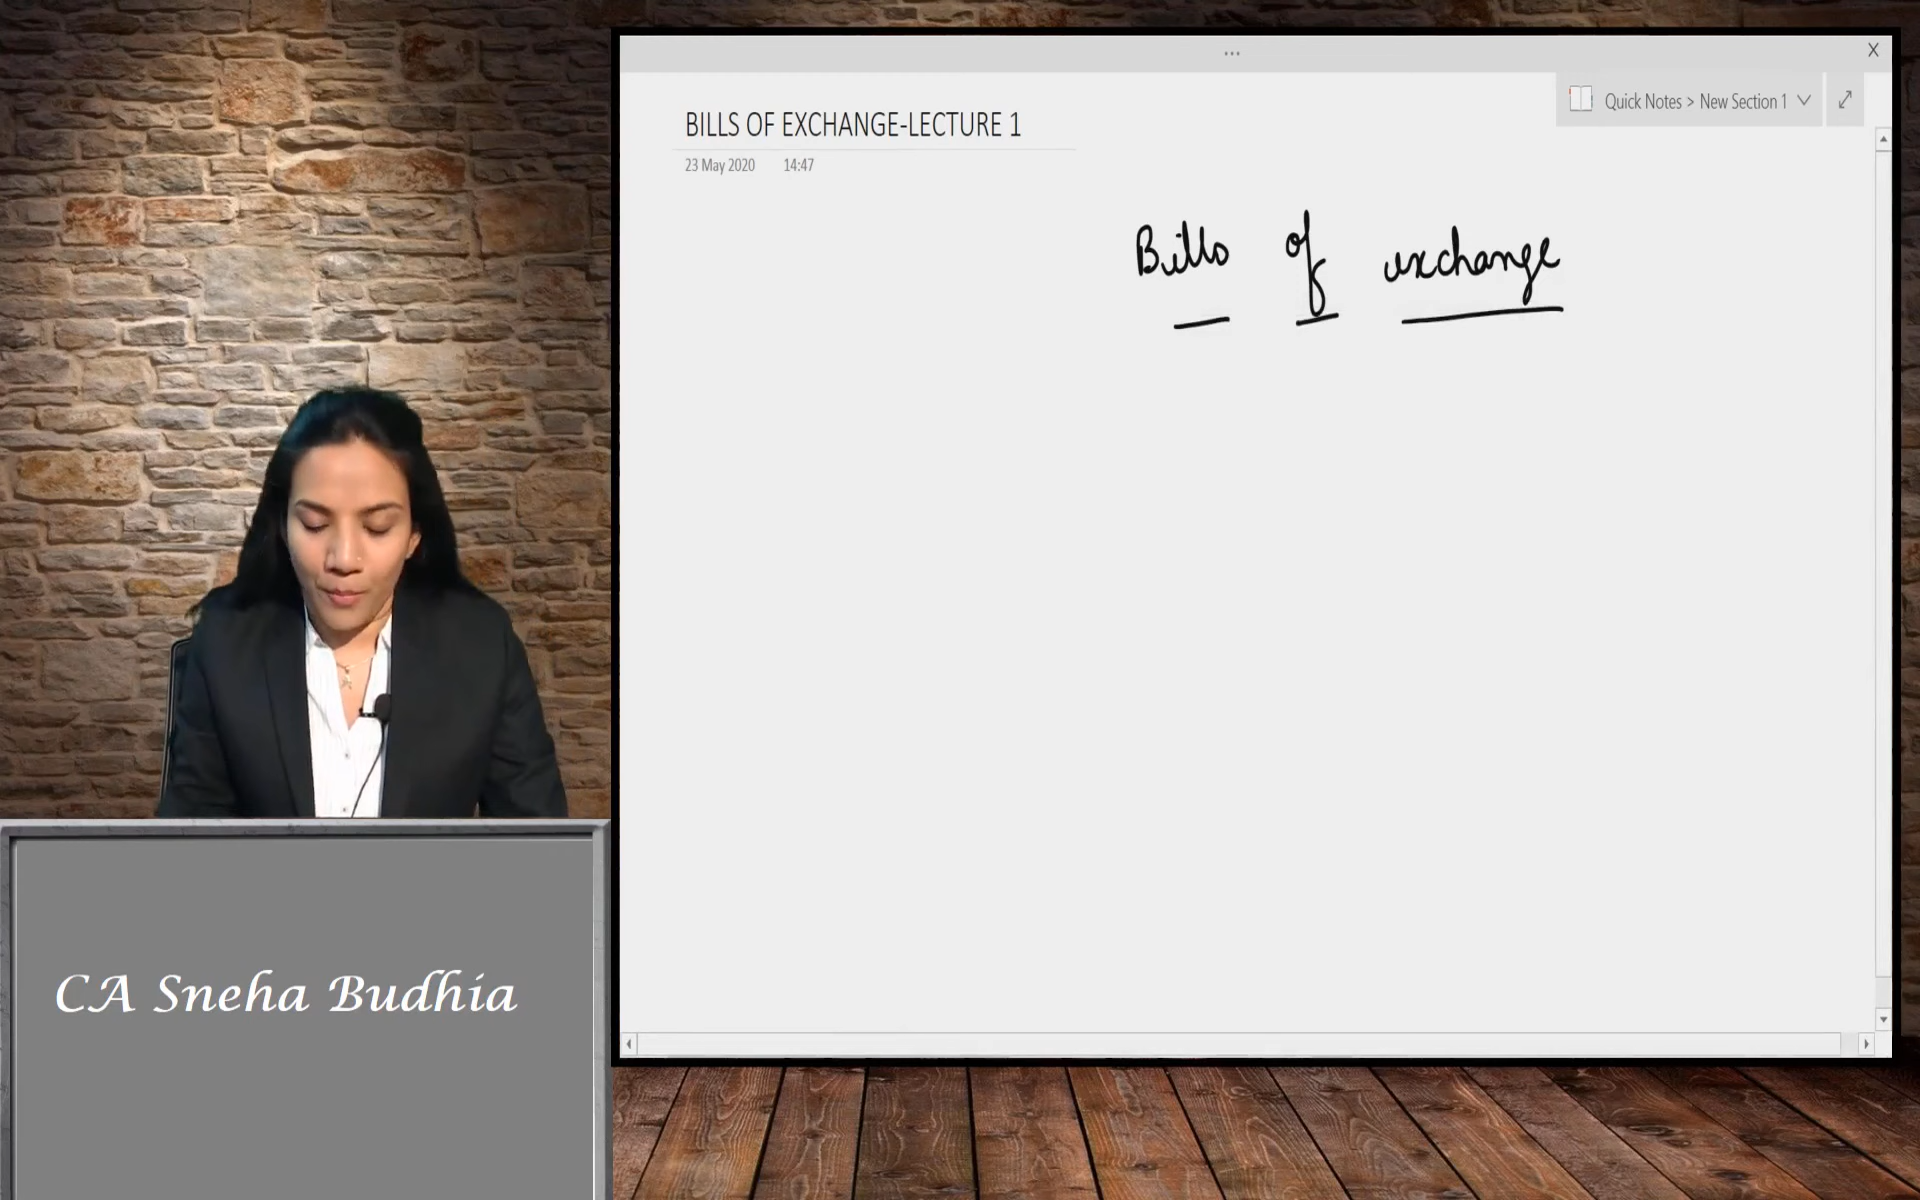 Quick Notes > New Section 1
BILLS OF EXCHANGE-LECTURE 1
23 May 2020 14:47
Bills of exchange
CA Sneha Budhia